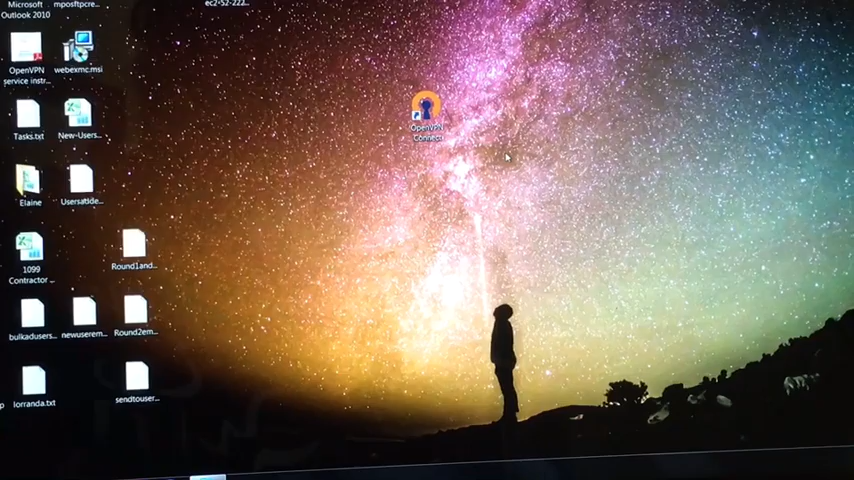 Microsoft
Outlook 2010
mposftpcre...
ec2-52-222...
OpenVPN
service instr...
webexmc.msi
OpenVPN
Connect
Tasks.txt
New-Users...
Elaine
Usersatide...
1099
Contractor ...
Round1and...
bulkadusers...
newuserem...
Round2em...
p
lorranda.txt
sendtouser...